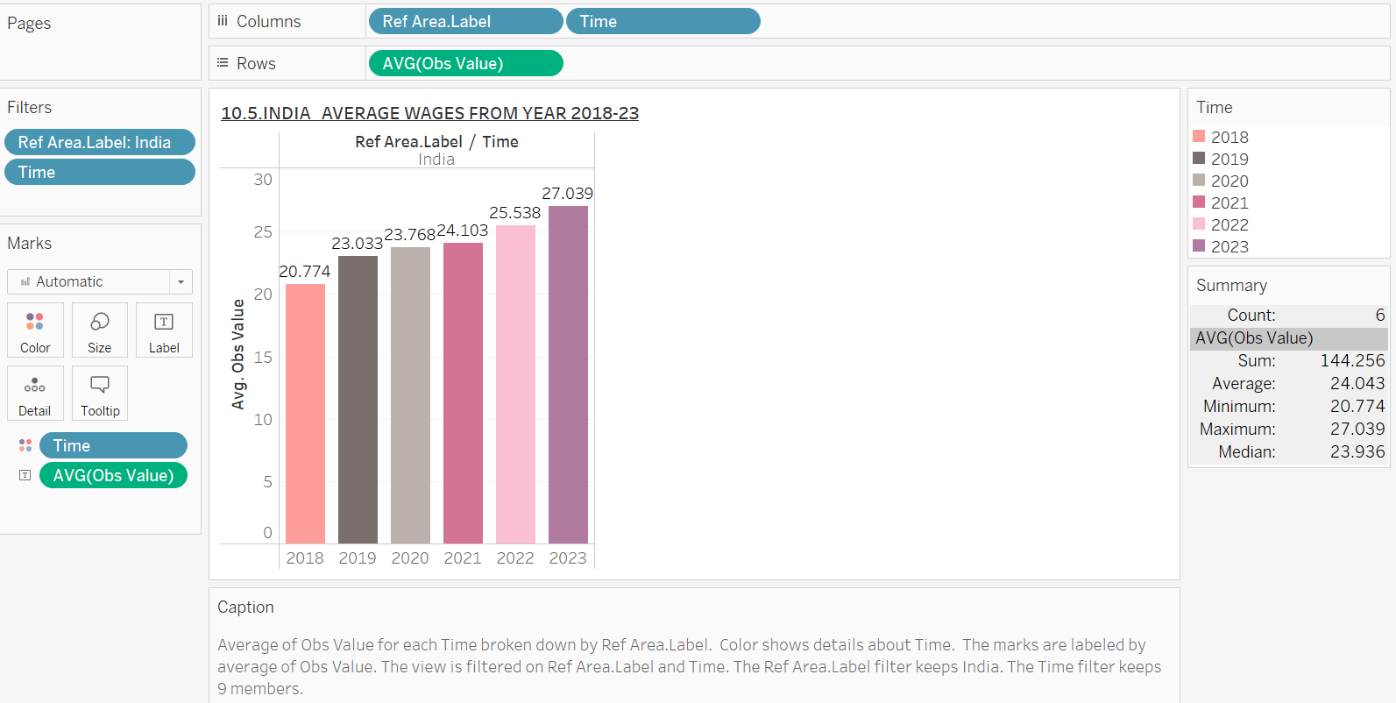 Pages
Columns
Ref Area.Label
Time
Rows
AVG(Obs Value)
Filters
Ref Area.Label: India
Time
Marks
Automatic
Color
Size
Label
Detail
Tooltip
Time
AVG(Obs Value)
10.5.INDIA AVERAGE WAGES FROM YEAR 2018-23
Ref Area.Label / Time
India
Avg. Obs Value
30
25
20
15
10
5
0
20.774
23.033
23.768
24.103
25.538
27.039
2018 2019 2020 2021 2022 2023
Time
2018
2019
2020
2021
2022
2023
Summary
Count: 6
AVG(Obs Value)
Sum: 144.256
Average: 24.043
Minimum: 20.774
Maximum: 27.039
Median: 23.936
Caption
Average of Obs Value for each Time broken down by Ref Area.Label. Color shows details about Time. The marks are labeled by
average of Obs Value. The view is filtered on Ref Area.Label and Time. The Ref Area.Label filter keeps India. The Time filter keeps
9 members.